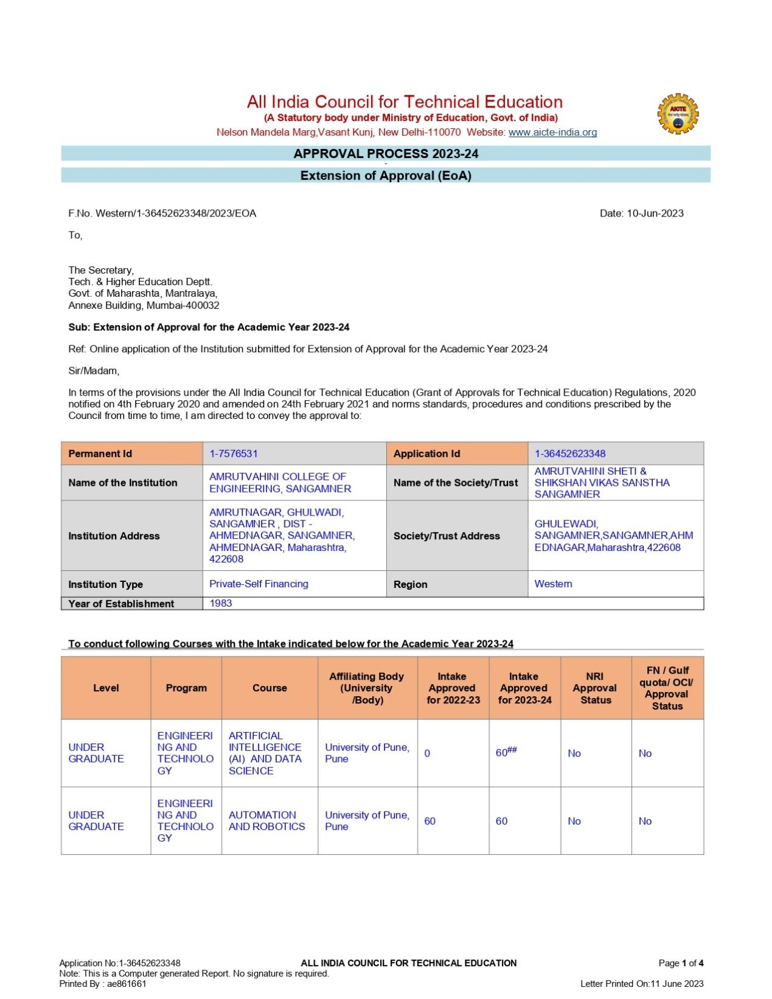 All India Council for Technical Education
(A Statutory body under Ministry of Education, Govt. of India)
Nelson Mandela Marg,Vasant Kunj, New Delhi-110070 Website: www.aicte-india.org
AICTE
APPROVAL PROCESS 2023-24
-
Extension of Approval (EoA)
F.No. Western/1-36452623348/2023/EOA Date: 10-Jun-2023
To,
The Secretary,
Tech. & Higher Education Deptt.
Govt. of Maharashta, Mantralaya,
Annexe Building, Mumbai-400032
Sub: Extension of Approval for the Academic Year 2023-24
Ref: Online application of the Institution submitted for Extension of Approval for the Academic Year 2023-24
Sir/Madam,
In terms of the provisions under the All India Council for Technical Education (Grant of Approvals for Technical Education) Regulations, 2020
notified on 4th February 2020 and amended on 24th February 2021 and norms standards, procedures and conditions prescribed by the
Council from time to time, I am directed to convey the approval to:
Permanent Id
1-7576531
Application Id
1-36452623348
Name of the Institution
AMRUTVAHINI COLLEGE OF
ENGINEERING, SANGAMNER
Name of the Society/Trust
AMRUTVAHINI SHETI &
SHIKSHAN VIKAS SANSTHA
SANGAMNER
Institution Address
AMRUTNAGAR, GHULWADI,
SANGAMNER , DIST -
AHMEDNAGAR, SANGAMNER,
AHMEDNAGAR, Maharashtra,
422608
Society/Trust Address
GHULEWADI,
SANGAMNER,SANGAMNER,AHM
EDNAGAR,Maharashtra,422608
Institution Type
Private-Self Financing
Region
Western
Year of Establishment
1983
To conduct following Courses with the Intake indicated below for the Academic Year 2023-24
Level
Program
Course
Affiliating Body
(University
/Body)
Intake
Approved
for 2022-23
Intake
Approved
for 2023-24
NRI
Approval
Status
FN / Gulf
quota/ OCI/
Approval
Status
UNDER
GRADUATE
ENGINEERI
NG AND
TECHNOLO
GY
ARTIFICIAL
INTELLIGENCE
(AI) AND DATA
SCIENCE
University of Pune,
Pune
0
60##
No
No
UNDER
GRADUATE
ENGINEERI
NG AND
TECHNOLO
GY
AUTOMATION
AND ROBOTICS
University of Pune,
Pune
60
60
No
No
Application No:1-36452623348 ALL INDIA COUNCIL FOR TECHNICAL EDUCATION Page 1 of 4
Note: This is a Computer generated Report. No signature is required.
Printed By : ae861661 Letter Printed On:11 June 2023